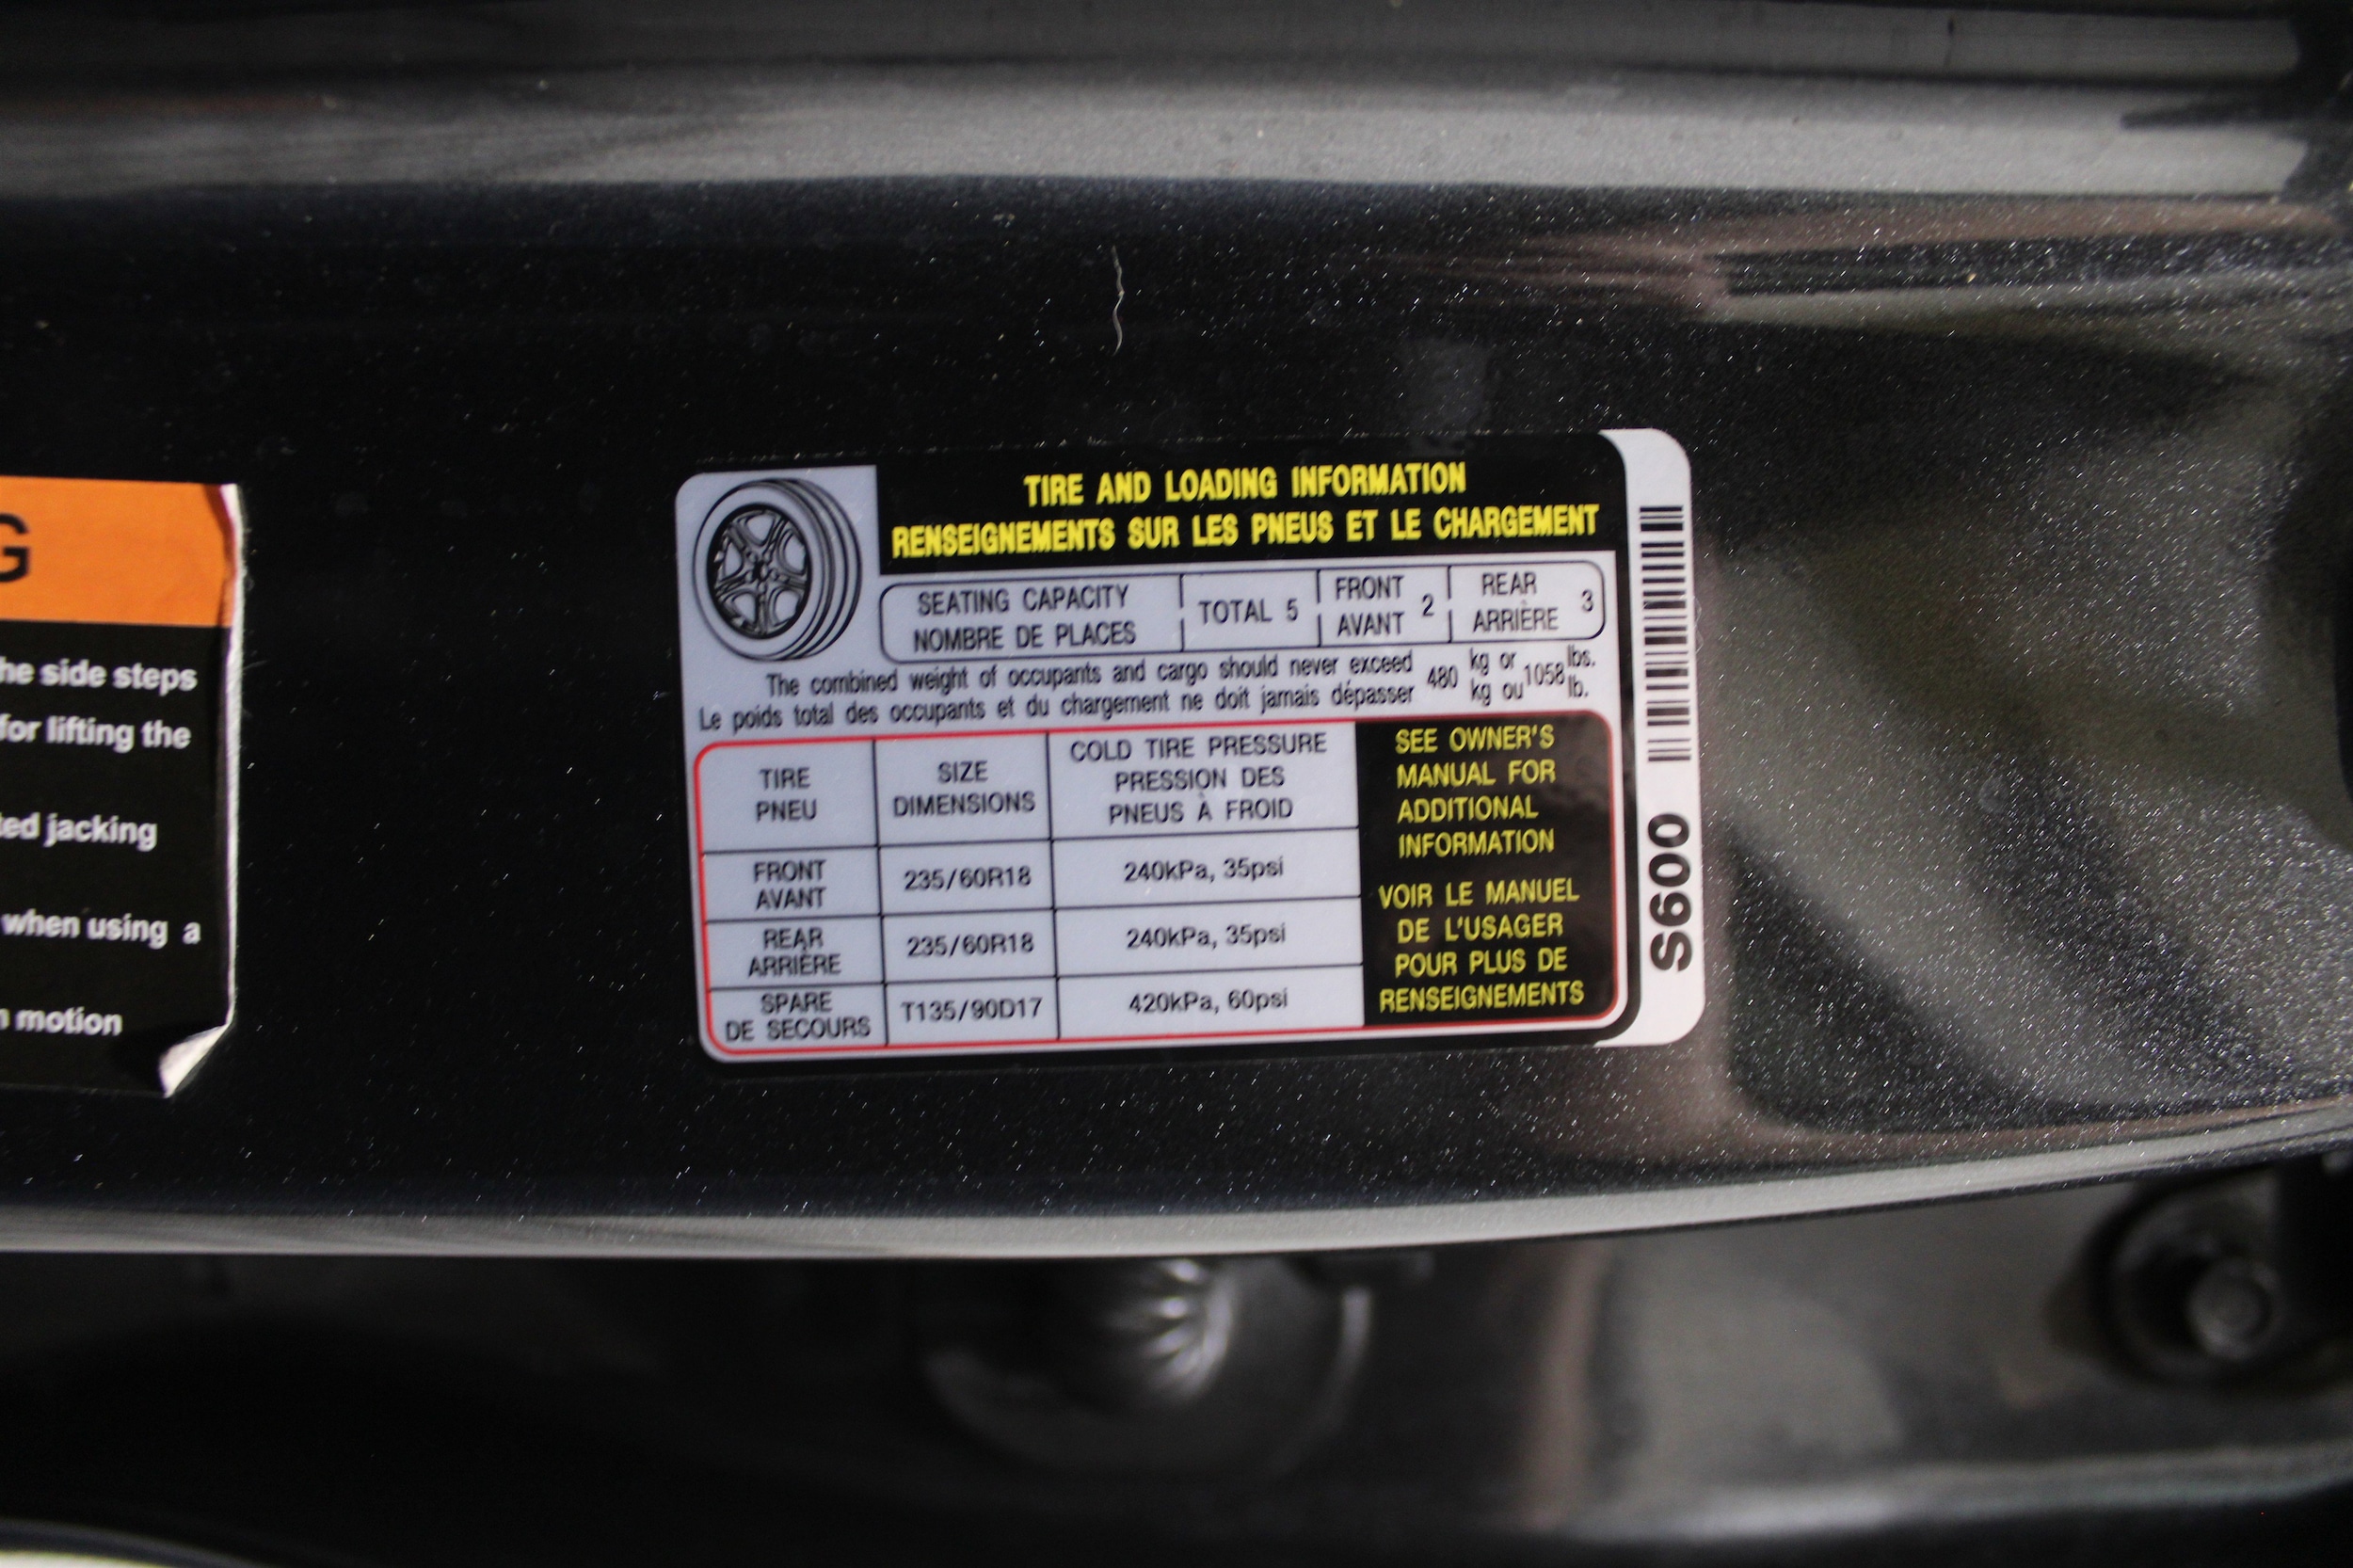 G
he side steps
for lifting the
ted jacking
when using a
n motion
TIRE AND LOADING INFORMATION
RENSEIGNEMENTS SUR LES PNEUS ET LE CHARGEMENT
SEATING CAPACITY
NOMBRE DE PLACES
TOTAL 5
FRONT
AVANT
2
REAR
ARRIÈRE
3
The combined weight of occupants and cargo should never exceed 480 kg or 1058 lbs.
Le poids total des occupants et du chargement ne doit jamais dépasser kg ou lb.
TIRE
PNEU
SIZE
DIMENSIONS
COLD TIRE PRESSURE
PRESSION DES
PNEUS À FROID
FRONT
AVANT
235/60R18
240kPa, 35psi
REAR
ARRIÈRE
235/60R18
240kPa, 35psi
SPARE
DE SECOURS
T135/90D17
420kPa, 60psi
SEE OWNER'S
MANUAL FOR
ADDITIONAL
INFORMATION
VOIR LE MANUEL
DE L'USAGER
POUR PLUS DE
RENSEIGNEMENTS
S600